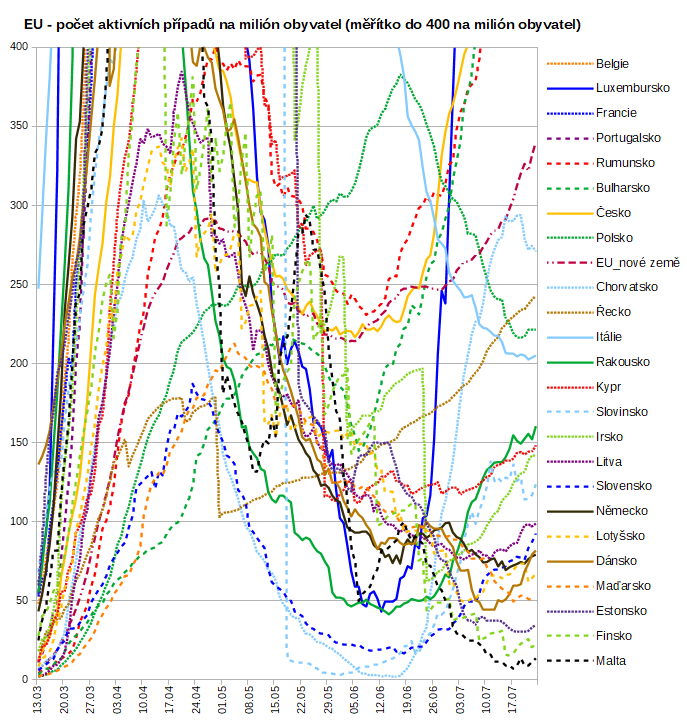 EU - počet aktivních případů na milión obyvatel (měřítko do 400 na milión obyvatel)
400
350
300
250
200
150
100
50
0
13.03
20.03
27.03
03.04
10.04
17.04
24.04
01.05
08.05
15.05
22.05
29.05
05.06
12.06
19.06
26.06
03.07
10.07
17.07
Belgie
Luxembursko
Francie
Portugalsko
Rumunsko
Bulharsko
Česko
Polsko
EU_nové země
Chorvatsko
Řecko
Itálie
Rakousko
Kypr
Slovinsko
Irsko
Litva
Slovensko
Německo
Lotyšsko
Dánsko
Maďarsko
Estonsko
Finsko
Malta